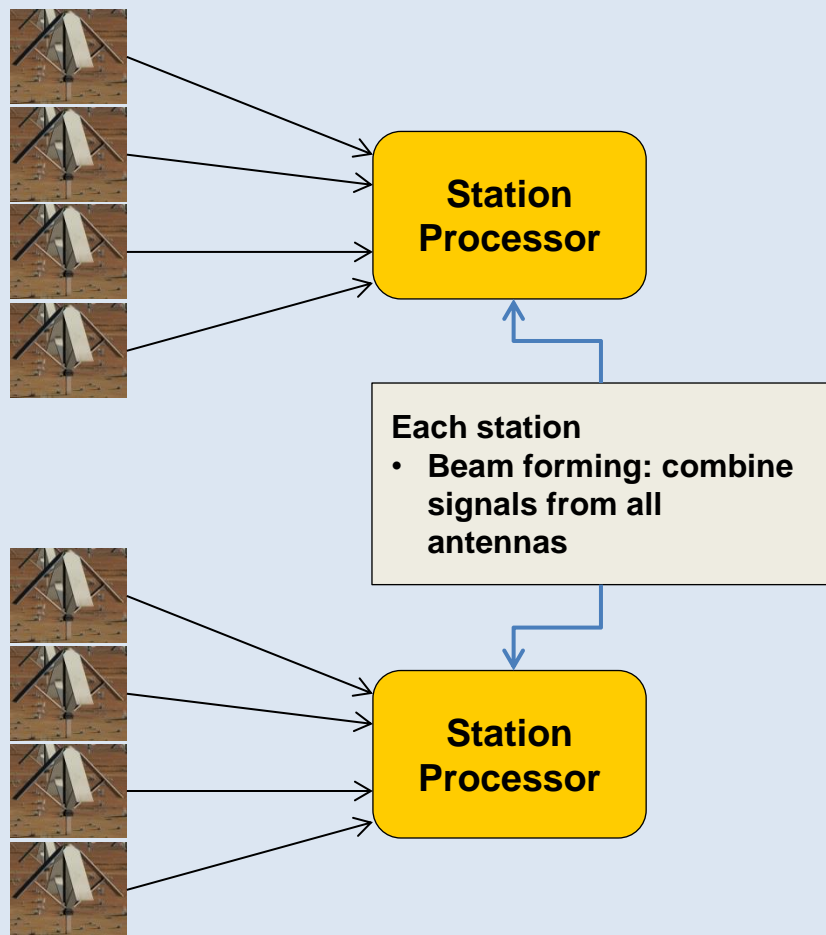 Station
Processor
Each station
• Beam forming: combine
signals from all
antennas
Station
Processor